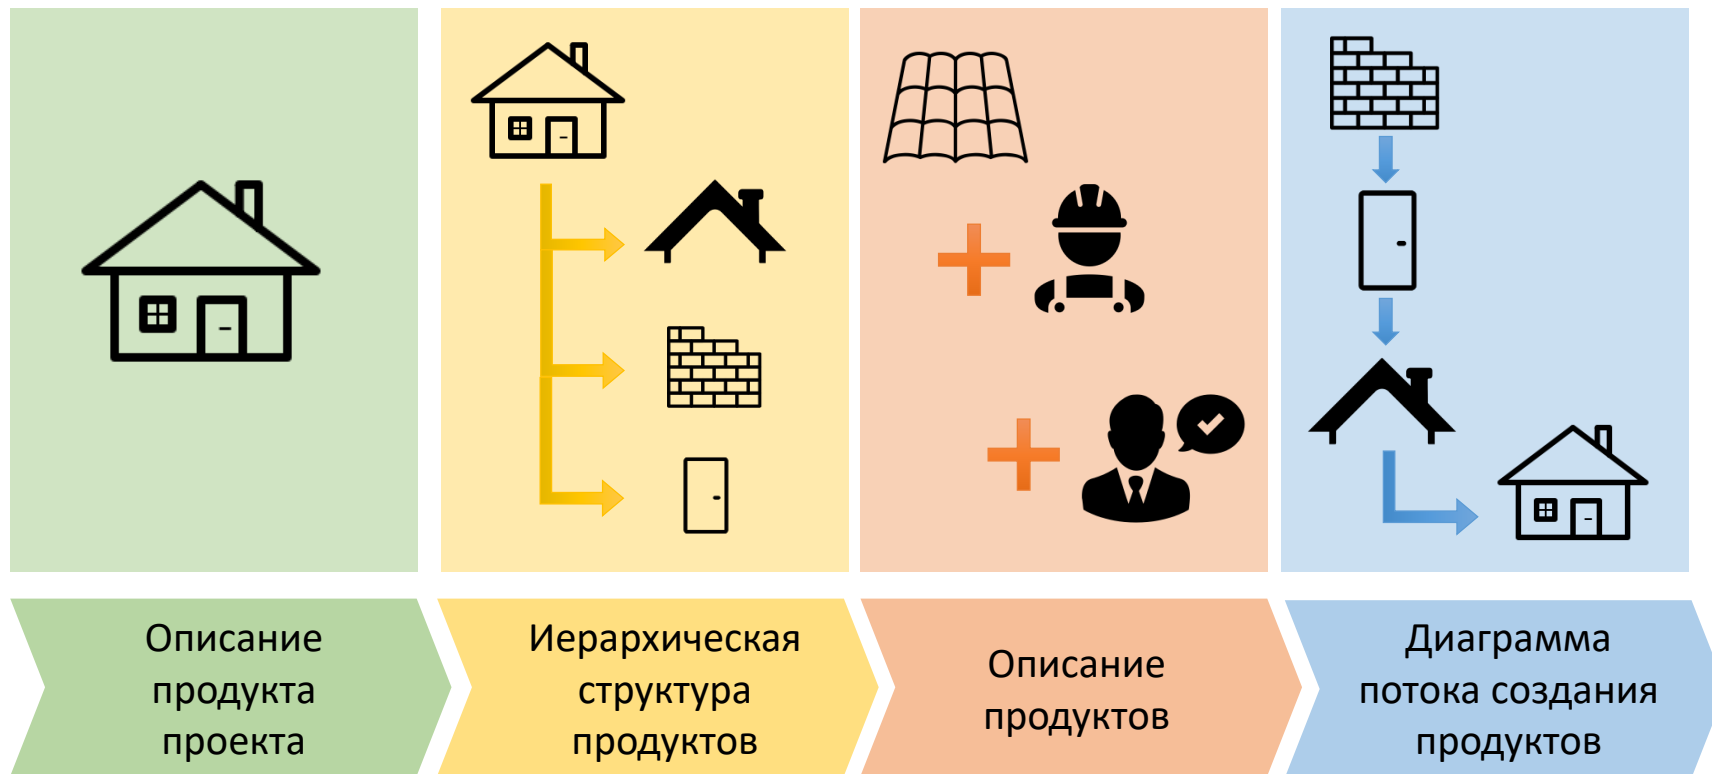 Описание
продукта
проекта
Иерархическая
структура
продуктов
Описание
продуктов
Диаграмма
потока создания
продуктов